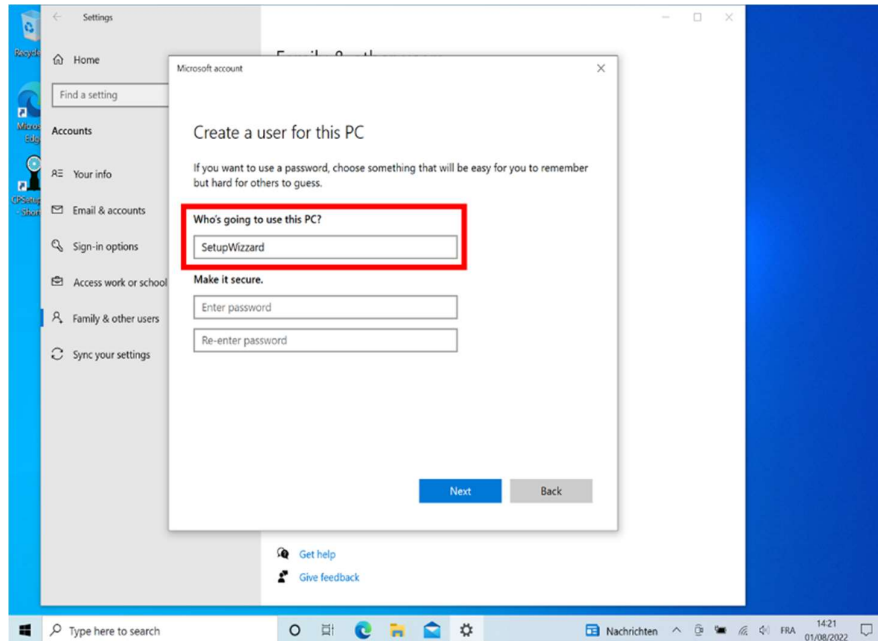 Settings
Home
Find a setting
Accounts
Your info
Email & accounts
Sign-in options
Access work or school
Family & other users
Sync your settings
Microsoft account
Create a user for this PC
If you want to use a password, choose something that will be easy for you to remember
but hard for others to guess.
Who's going to use this PC?
SetupWizzard
Make it secure.
Enter password
Re-enter password
Next
Back
Get help
Give feedback
Type here to search
Nachrichten
FRA
14:21
01/08/2022